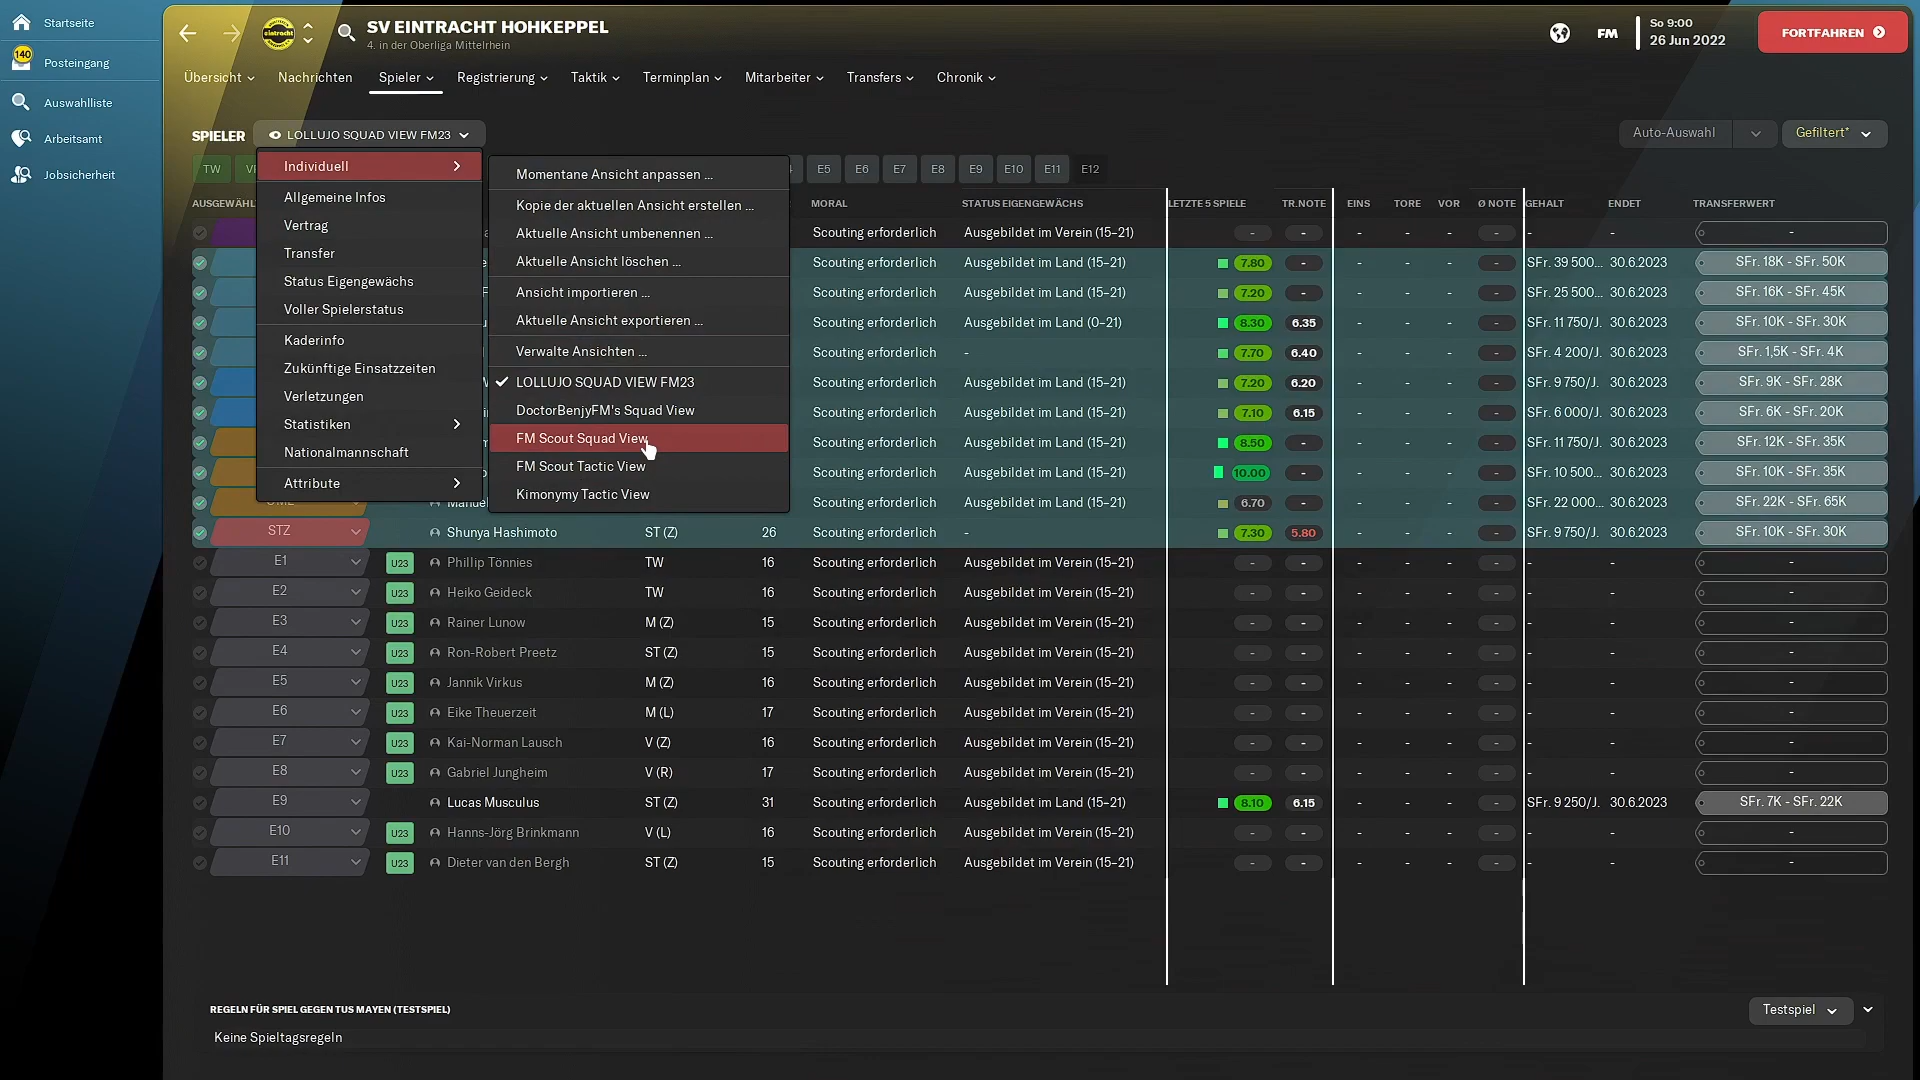 Startseite
SV EINTRACHT HOHKEPPEL
4. in der Oberliga Mittelrhein
FM
So 9:00
26 Jun 2022
FORTFAHREN
140
Posteingang
Übersicht Nachrichten Spieler Registrierung Taktik Terminplan Mitarbeiter Transfers Chronik
Auswahlliste
Arbeitsamt
Jobsicherheit
SPIELER LOLLUJO SQUAD VIEW FM23
Auto-Auswahl Gefiltert*
TW E5 E6 E7 E8 E9 E10 E11 E12
Individuell
Allgemeine Infos
Vertrag
Transfer
Status Eigengewächs
Voller Spielerstatus
Kaderinfo
Zukünftige Einsatzzeiten
Verletzungen
Statistiken
Nationalmannschaft
Attribute
Momentane Ansicht anpassen ...
Kopie der aktuellen Ansicht erstellen ...
Aktuelle Ansicht umbenennen ...
Aktuelle Ansicht löschen ...
Ansicht importieren ...
Aktuelle Ansicht exportieren ...
Verwalte Ansichten ...
LOLLUJO SQUAD VIEW FM23
DoctorBenjyFM's Squad View
FM Scout Squad View
FM Scout Tactic View
Kimonymy Tactic View
MORAL STATUS EIGENGEWÄCHS LETZTE 5 SPIELE TR.NOTE EINS TORE VOR Ø NOTE GEHALT ENDET TRANSFERWERT
Scouting erforderlich Ausgebildet im Verein (15-21) - - - - - - - - -
Scouting erforderlich Ausgebildet im Land (15-21) 7.80 - - - - - SFr. 39 500... 30.6.2023 SFr. 18K - SFr. 50K
Scouting erforderlich Ausgebildet im Land (15-21) 7.20 - - - - - SFr. 25 500... 30.6.2023 SFr. 16K - SFr. 45K
Scouting erforderlich Ausgebildet im Land (0-21) 8.30 6.35 - - - - SFr. 11 750/J. 30.6.2023 SFr. 10K - SFr. 30K
Scouting erforderlich - 7.70 6.40 - - - - SFr. 4 200/J. 30.6.2023 SFr. 1,5K - SFr. 4K
Scouting erforderlich Ausgebildet im Land (15-21) 7.20 6.20 - - - - SFr. 9 750/J. 30.6.2023 SFr. 9K - SFr. 28K
Scouting erforderlich Ausgebildet im Land (15-21) 7.10 6.15 - - - - SFr. 6 000/J. 30.6.2023 SFr. 6K - SFr. 20K
Scouting erforderlich Ausgebildet im Land (15-21) 8.50 - - - - - SFr. 11 750/J. 30.6.2023 SFr. 12K - SFr. 35K
Scouting erforderlich Ausgebildet im Land (15-21) 10.00 - - - - - SFr. 10 500... 30.6.2023 SFr. 10K - SFr. 35K
Scouting erforderlich Ausgebildet im Land (15-21) 6.70 - - - - - SFr. 22 000... 30.6.2023 SFr. 22K - SFr. 65K
STZ Shunya Hashimoto ST (Z) 26 Scouting erforderlich - 7.30 5.80 - - - - SFr. 9 750/J. 30.6.2023 SFr. 10K - SFr. 30K
E1 U23 Phillip Tönnies TW 16 Scouting erforderlich Ausgebildet im Verein (15-21) - - - - - - - - -
E2 U23 Heiko Geideck TW 16 Scouting erforderlich Ausgebildet im Verein (15-21) - - - - - - - - -
E3 U23 Rainer Lunow M (Z) 15 Scouting erforderlich Ausgebildet im Verein (15-21) - - - - - - - - -
E4 U23 Ron-Robert Preetz ST (Z) 15 Scouting erforderlich Ausgebildet im Verein (15-21) - - - - - - - - -
E5 U23 Jannik Virkus M (Z) 16 Scouting erforderlich Ausgebildet im Verein (15-21) - - - - - - - - -
E6 U23 Eike Theuerzeit M (L) 17 Scouting erforderlich Ausgebildet im Verein (15-21) - - - - - - - - -
E7 U23 Kai-Norman Lausch V (Z) 16 Scouting erforderlich Ausgebildet im Verein (15-21) - - - - - - - - -
E8 U23 Gabriel Jungheim V (R) 17 Scouting erforderlich Ausgebildet im Verein (15-21) - - - - - - - - -
E9 Lucas Musculus ST (Z) 31 Scouting erforderlich Ausgebildet im Land (15-21) 8.10 6.15 - - - - SFr. 9 250/J. 30.6.2023 SFr. 7K - SFr. 22K
E10 U23 Hanns-Jörg Brinkmann V (L) 16 Scouting erforderlich Ausgebildet im Verein (15-21) - - - - - - - - -
E11 U23 Dieter van den Bergh ST (Z) 15 Scouting erforderlich Ausgebildet im Verein (15-21) - - - - - - - - -
REGELN FÜR SPIEL GEGEN TUS MAYEN (TESTSPIEL)
Testspiel
Keine Spieltagsregeln